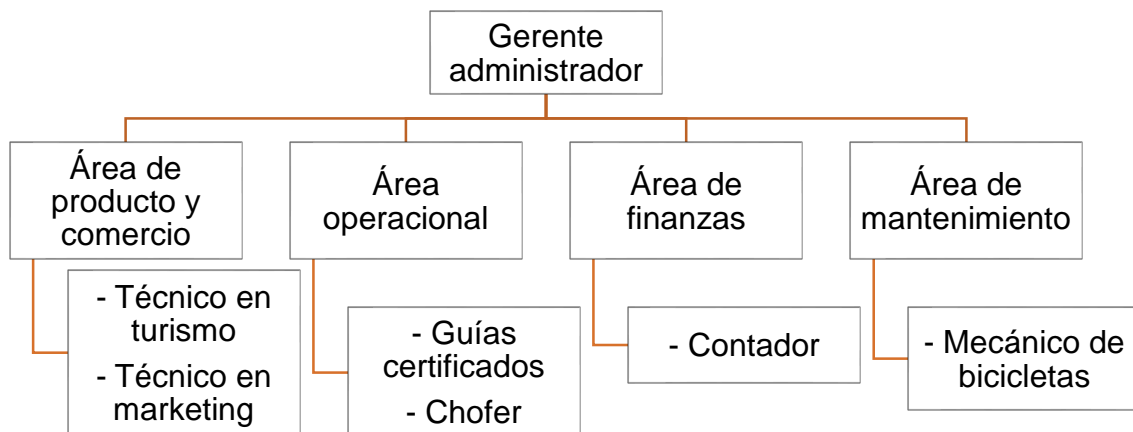 Gerente
administrador
Área de
producto y
comercio
Área
operacional
Área de
finanzas
Área de
mantenimiento
- Técnico en
turismo
- Técnico en
marketing
- Guías
certificados
- Chofer
- Contador
- Mecánico de
bicicletas